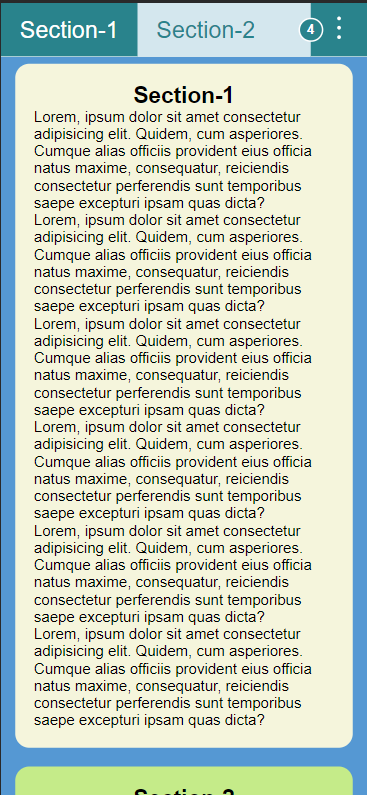 Section-1 Section-2 4
Section-1
Lorem, ipsum dolor sit amet consectetur
adipisicing elit. Quidem, cum asperiores.
Cumque alias officiis provident eius officia
natus maxime, consequatur, reiciendis
consectetur perferendis sunt temporibus
saepe excepturi ipsam quas dicta?
Lorem, ipsum dolor sit amet consectetur
adipisicing elit. Quidem, cum asperiores.
Cumque alias officiis provident eius officia
natus maxime, consequatur, reiciendis
consectetur perferendis sunt temporibus
saepe excepturi ipsam quas dicta?
Lorem, ipsum dolor sit amet consectetur
adipisicing elit. Quidem, cum asperiores.
Cumque alias officiis provident eius officia
natus maxime, consequatur, reiciendis
consectetur perferendis sunt temporibus
saepe excepturi ipsam quas dicta?
Lorem, ipsum dolor sit amet consectetur
adipisicing elit. Quidem, cum asperiores.
Cumque alias officiis provident eius officia
natus maxime, consequatur, reiciendis
consectetur perferendis sunt temporibus
saepe excepturi ipsam quas dicta?
Lorem, ipsum dolor sit amet consectetur
adipisicing elit. Quidem, cum asperiores.
Cumque alias officiis provident eius officia
natus maxime, consequatur, reiciendis
consectetur perferendis sunt temporibus
saepe excepturi ipsam quas dicta?
Lorem, ipsum dolor sit amet consectetur
adipisicing elit. Quidem, cum asperiores.
Cumque alias officiis provident eius officia
natus maxime, consequatur, reiciendis
consectetur perferendis sunt temporibus
saepe excepturi ipsam quas dicta?
Section-2